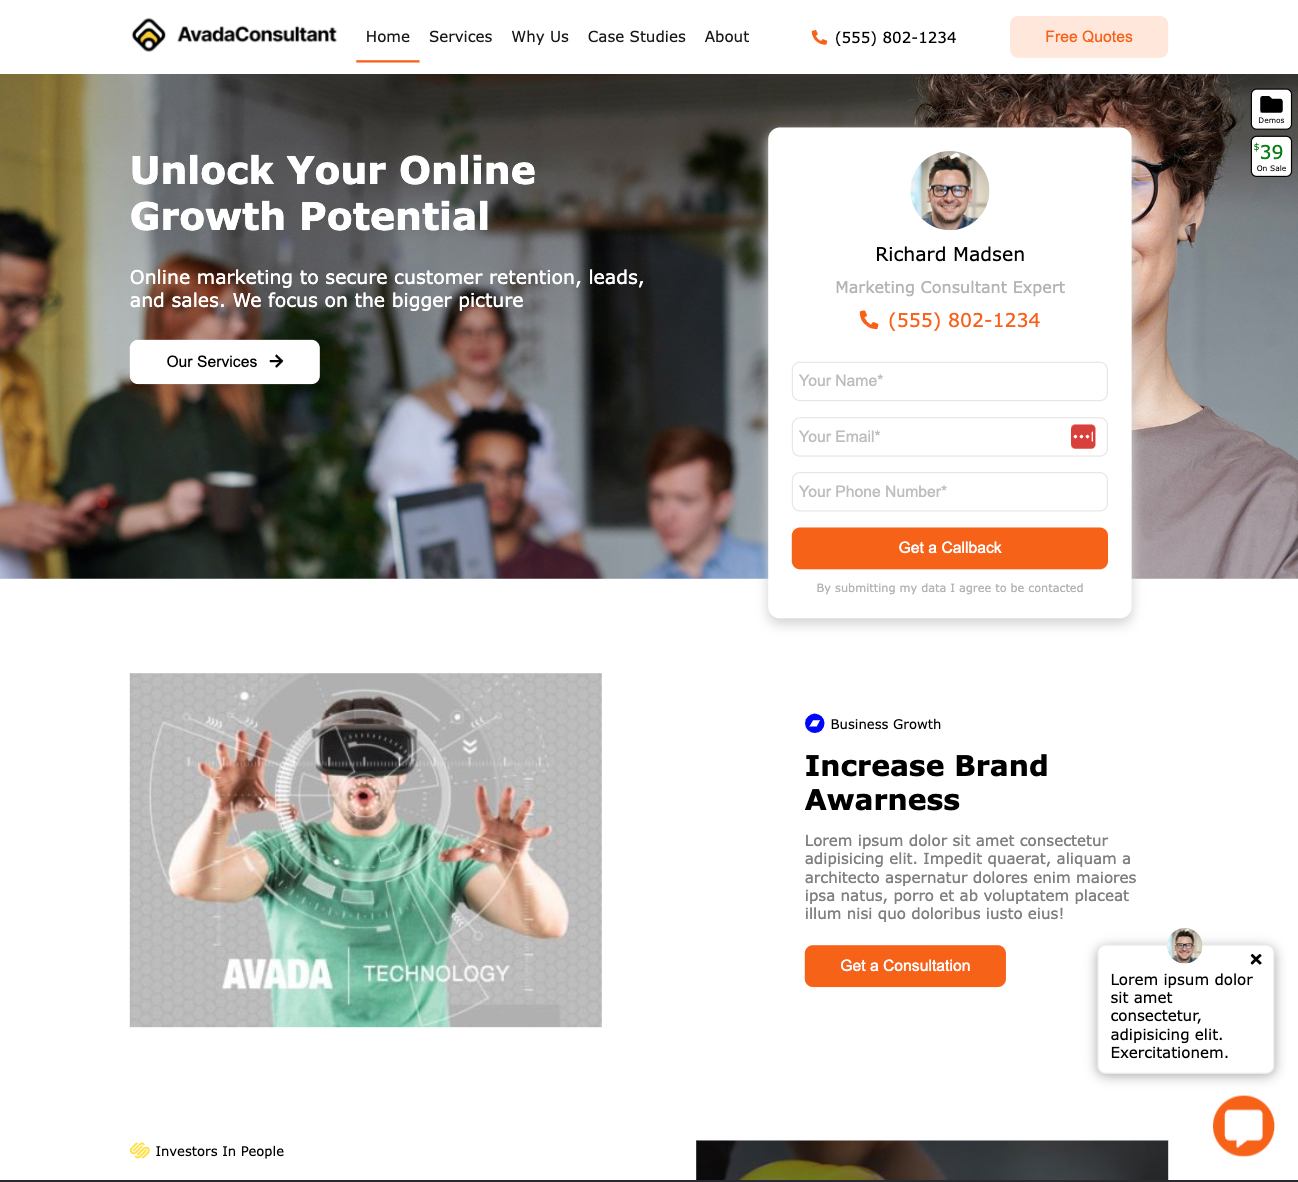 AvadaConsultant
Home
Services
Why Us
Case Studies
About
(555) 802-1234
Free Quotes
Demos
$39
On Sale
Unlock Your Online
Growth Potential
Online marketing to secure customer retention, leads,
and sales. We focus on the bigger picture
Our Services
Richard Madsen
Marketing Consultant Expert
(555) 802-1234
Your Name*
Your Email*
Your Phone Number*
Get a Callback
By submitting my data I agree to be contacted
AVADA | TECHNOLOGY
Business Growth
Increase Brand
Awarness
Lorem ipsum dolor sit amet consectetur
adipisicing elit. Impedit quaerat, aliquam a
architecto aspernatur dolores enim maiores
ipsa natus, porro et ab voluptatem placeat
illum nisi quo doloribus iusto eius!
Get a Consultation
Lorem ipsum dolor
sit amet
consectetur,
adipisicing elit.
Exercitationem.
Investors In People